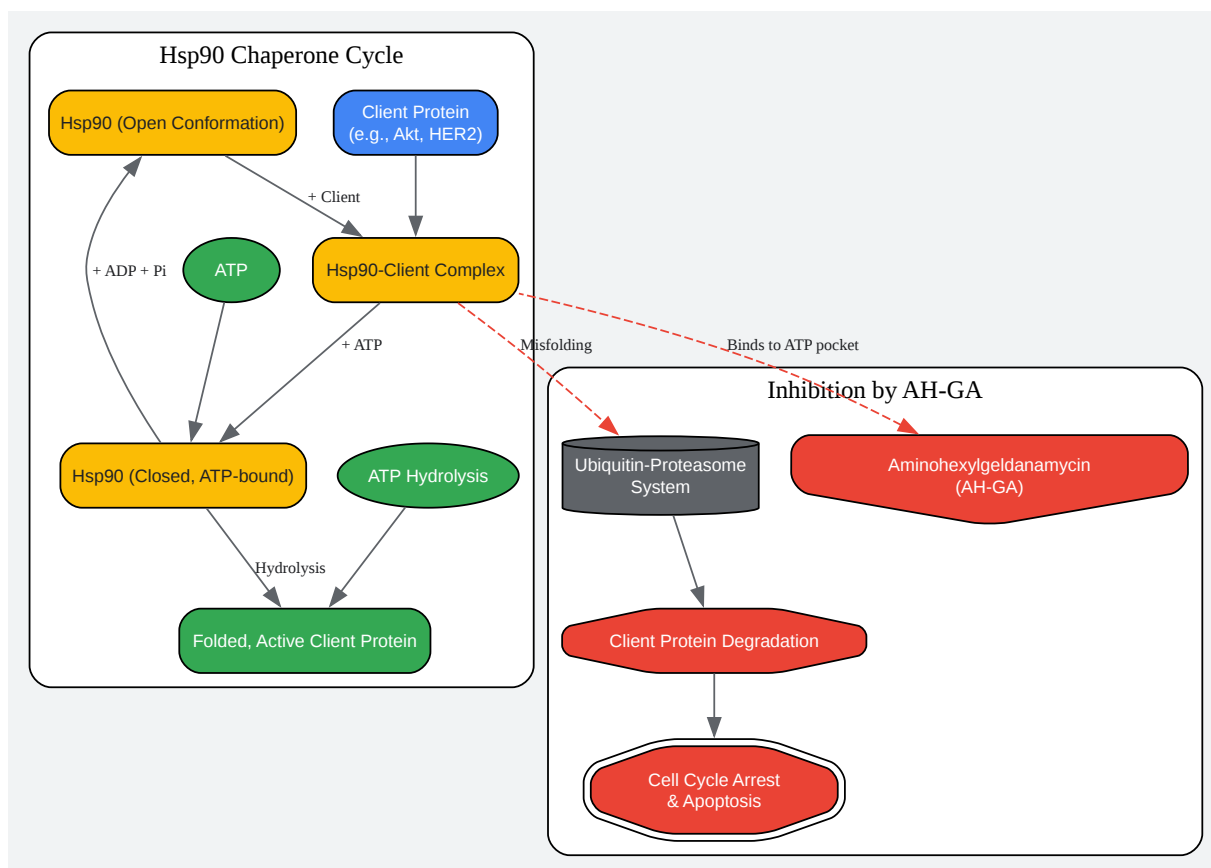 Hsp90 Chaperone Cycle
Hsp90 (Open Conformation)
Client Protein
(e.g., Akt, HER2)
+ Client
+ ADP + Pi
ATP
Hsp90-Client Complex
+ ATP
Misfolding
Binds to ATP pocket
Inhibition by AH-GA
Hsp90 (Closed, ATP-bound)
ATP Hydrolysis
Ubiquitin-Proteasome
System
Aminohexylgeldanamycin
(AH-GA)
Hydrolysis
Folded, Active Client Protein
Client Protein Degradation
Cell Cycle Arrest
& Apoptosis